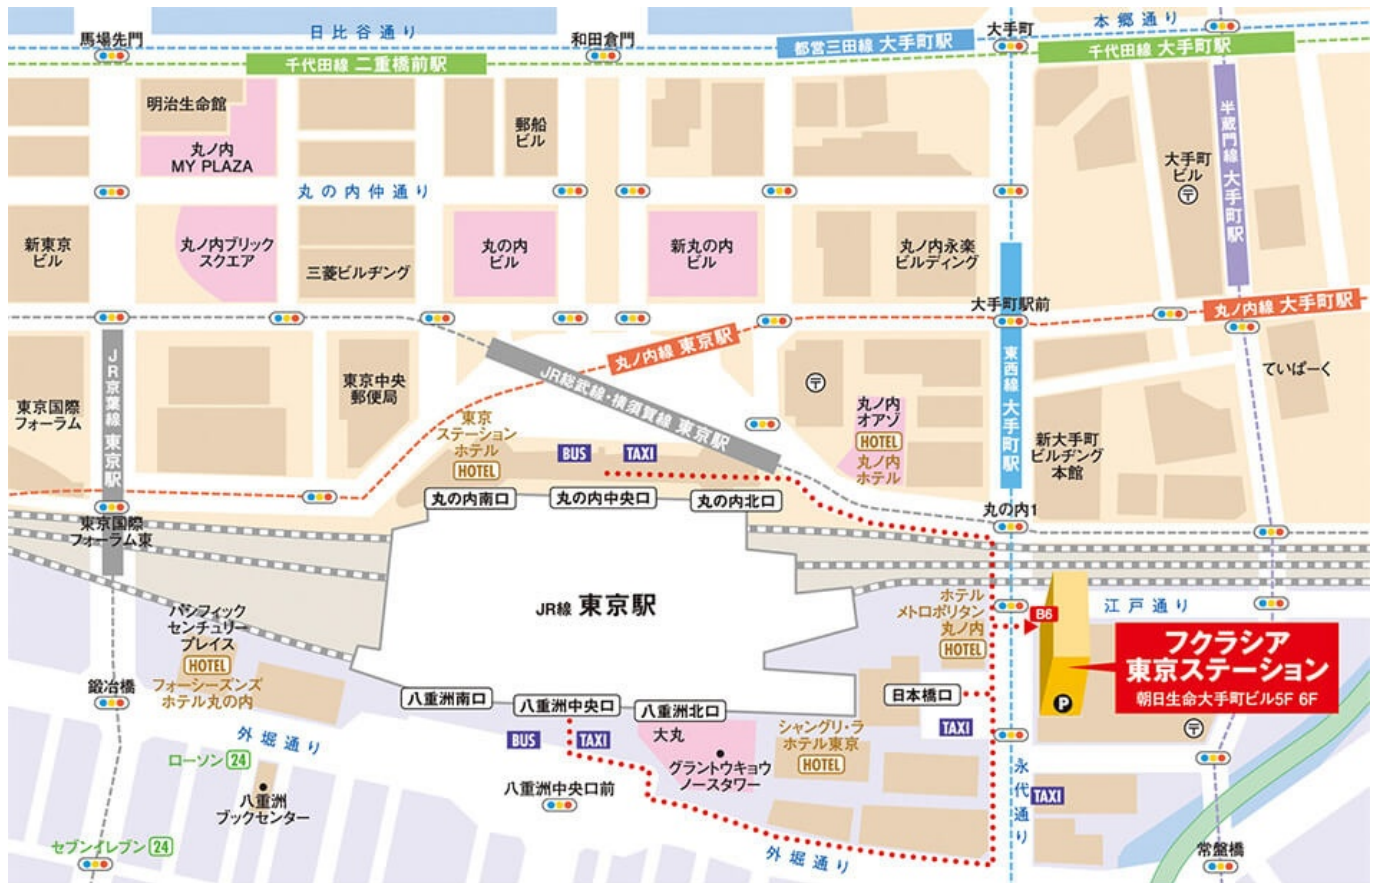 馬場先門
日比谷通り
和田倉門
都営三田線 大手町駅
大手町
本郷通り
千代田線 二重橋前駅
千代田線 大手町駅
明治生命館
丸ノ内
MY PLAZA
郵船
ビル
半蔵門線 大手町駅
大手町
ビル
〒
丸の内仲通り
新東京
ビル
丸ノ内ブリック
スクエア
三菱ビルヂング
丸の内
ビル
新丸の内
ビル
丸ノ内永楽
ビルディング
大手町駅前
丸ノ内線 大手町駅
JR京葉線 東京駅
東京中央
郵便局
丸ノ内線 東京駅
JR総武線・横須賀線 東京駅
〒
東西線 大手町駅
ていぱーく
東京国際
フォーラム
東京
ステーション
ホテル
HOTEL
BUS
TAXI
丸ノ内
オアゾ
HOTEL
丸ノ内
ホテル
新大手町
ビルヂング
本館
丸の内南口
丸の内中央口
丸の内北口
丸の内1
東京国際
フォーラム東
JR線 東京駅
ホテル
メトロポリタン
丸ノ内
HOTEL
B6
江戸通り
フクラシア
東京ステーション
朝日生命大手町ビル5F 6F
P
〒
パシフィック
センチュリー
プレイス
HOTEL
フォーシーズンズ
ホテル丸の内
鍛冶橋
八重洲南口
八重洲中央口
八重洲北口
日本橋口
TAXI
外堀通り
BUS
TAXI
大丸
グラントウキョウ
ノースタワー
シャングリ・ラ
ホテル東京
HOTEL
ローソン 24
八重洲
ブックセンター
八重洲中央口前
永代通り
TAXI
セブンイレブン 24
外堀通り
常盤橋